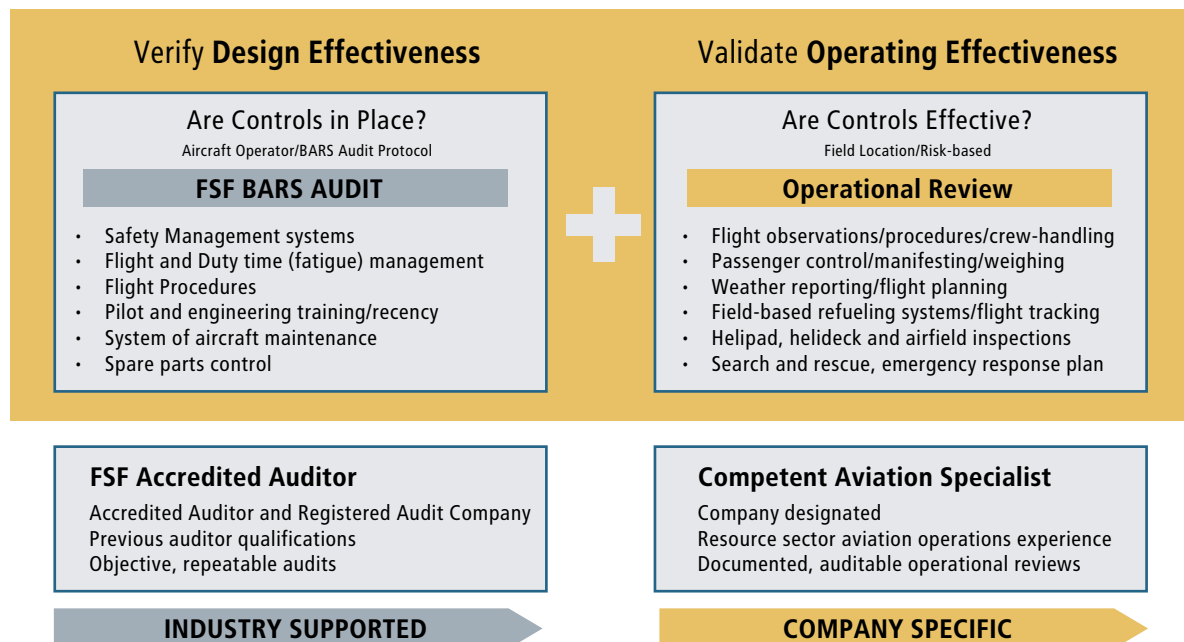 Verify Design Effectiveness
Are Controls in Place?
Aircraft Operator/BARS Audit Protocol
FSF BARS AUDIT
· Safety Management systems
· Flight and Duty time (fatigue) management
· Flight Procedures
· Pilot and engineering training/recency
· System of aircraft maintenance
· Spare parts control
Validate Operating Effectiveness
Are Controls Effective?
Field Location/Risk-based
Operational Review
· Flight observations/procedures/crew-handling
· Passenger control/manifesting/weighing
· Weather reporting/flight planning
· Field-based refueling systems/flight tracking
· Helipad, helideck and airfield inspections
· Search and rescue, emergency response plan
FSF Accredited Auditor
Accredited Auditor and Registered Audit Company
Previous auditor qualifications
Objective, repeatable audits
INDUSTRY SUPPORTED
Competent Aviation Specialist
Company designated
Resource sector aviation operations experience
Documented, auditable operational reviews
COMPANY SPECIFIC